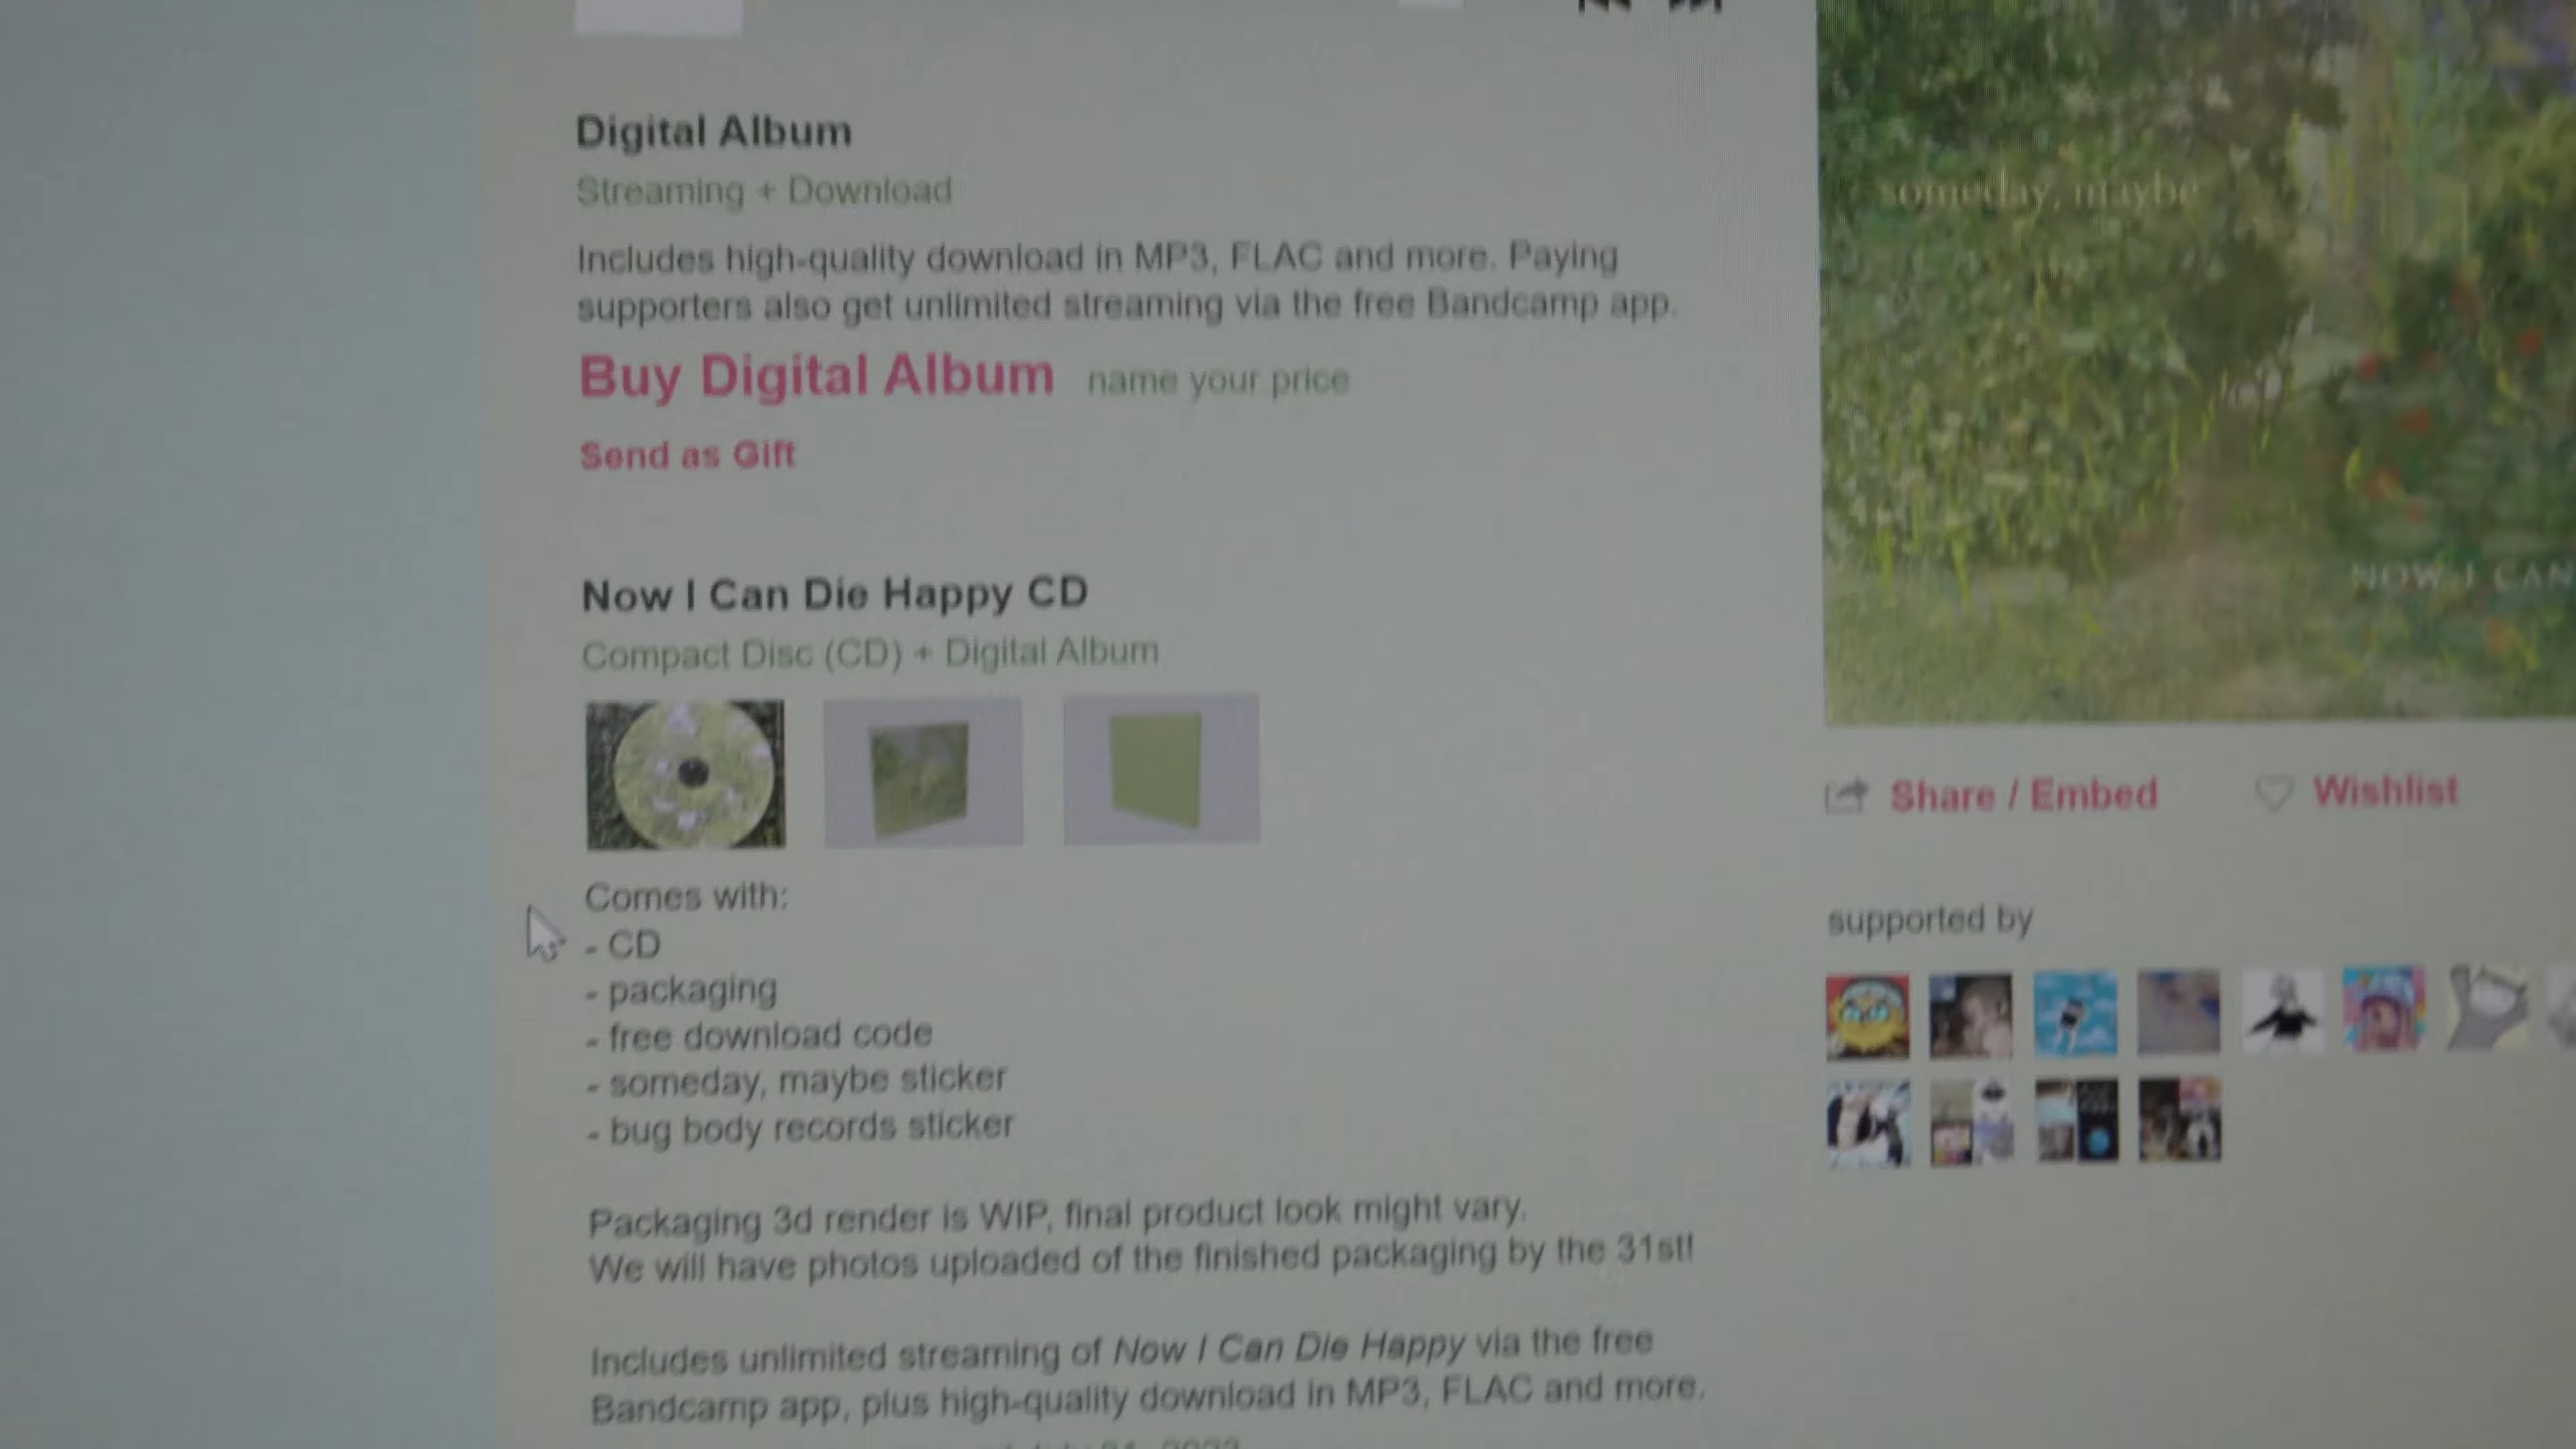 Digital Album
Streaming + Download
Includes high-quality download in MP3, FLAC and more. Paying
supporters also get unlimited streaming via the free Bandcamp app.
Buy Digital Album name your price
Send as Gift
Now I Can Die Happy CD
Compact Disc (CD) + Digital Album
Comes with:
- CD
- packaging
- free download code
- someday, maybe sticker
- bug body records sticker
Packaging 3d render is WIP, final product look might vary.
We will have photos uploaded of the finished packaging by the 31st!
Includes unlimited streaming of Now I Can Die Happy via the free
Bandcamp app, plus high-quality download in MP3, FLAC and more.
someday, maybe
NOW I CAN
Share / Embed
Wishlist
supported by